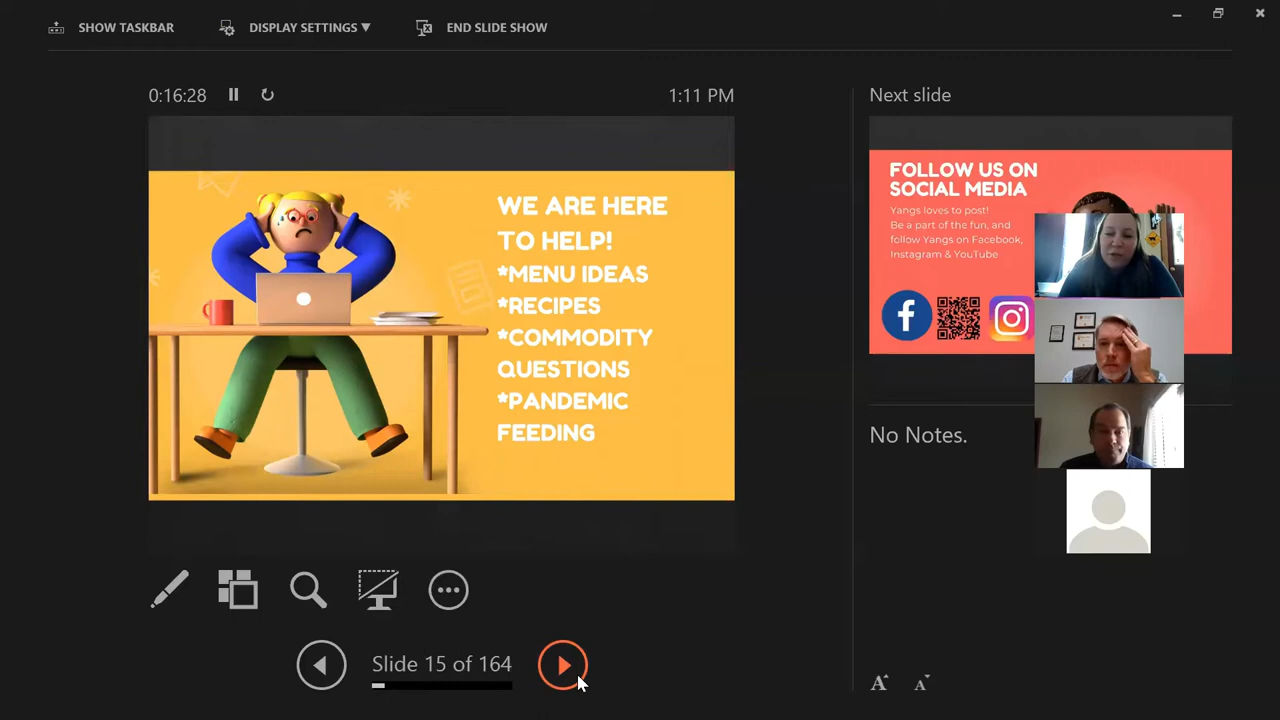 SHOW TASKBAR
DISPLAY SETTINGS ▼
END SLIDE SHOW
0:16:28
1:11 PM
WE ARE HERE
TO HELP!
*MENU IDEAS
*RECIPES
*COMMODITY
QUESTIONS
*PANDEMIC
FEEDING
Next slide
FOLLOW US ON
SOCIAL MEDIA
Yangs loves to post!
Be a part of the fun, and
follow Yangs on Facebook,
Instagram & YouTube
No Notes.
Slide 15 of 164